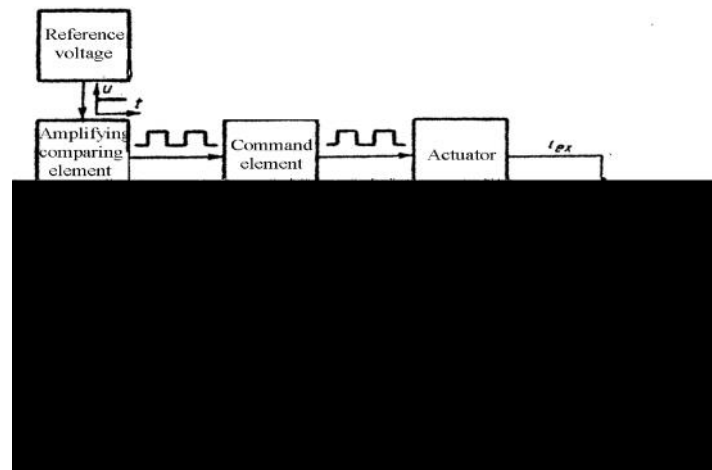 Reference
voltage
u
t
Amplifying
comparing
element
Command
element
Actuator
i_ex